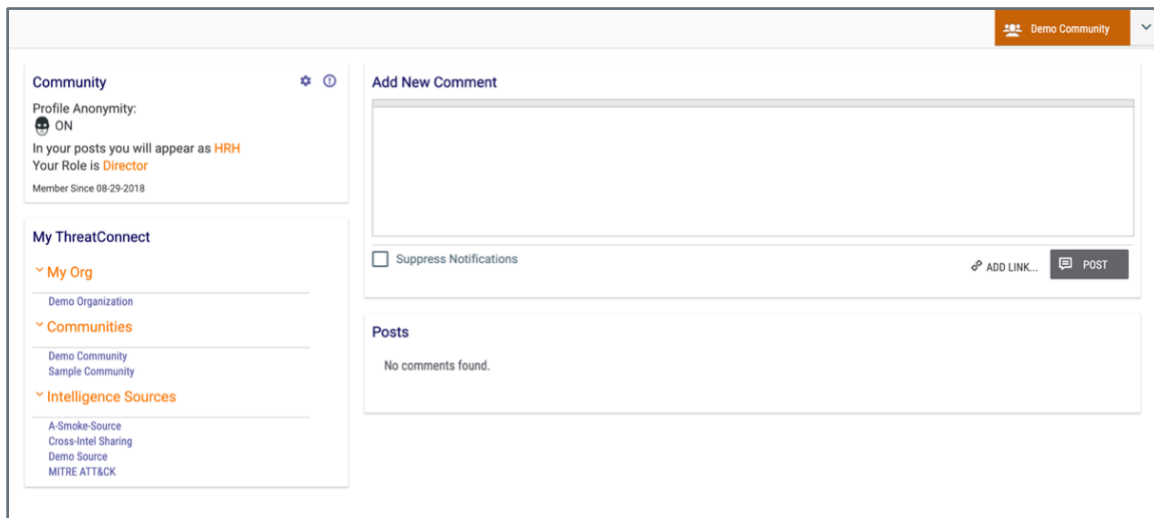 Demo Community
Community
Profile Anonymity:
ON
In your posts you will appear as HRH
Your Role is Director
Member Since 08-29-2018
My ThreatConnect
My Org
Demo Organization
Communities
Demo Community
Sample Community
Intelligence Sources
A-Smoke-Source
Cross-Intel Sharing
Demo Source
MITRE ATT&CK
Add New Comment
Suppress Notifications
ADD LINK...
POST
Posts
No comments found.